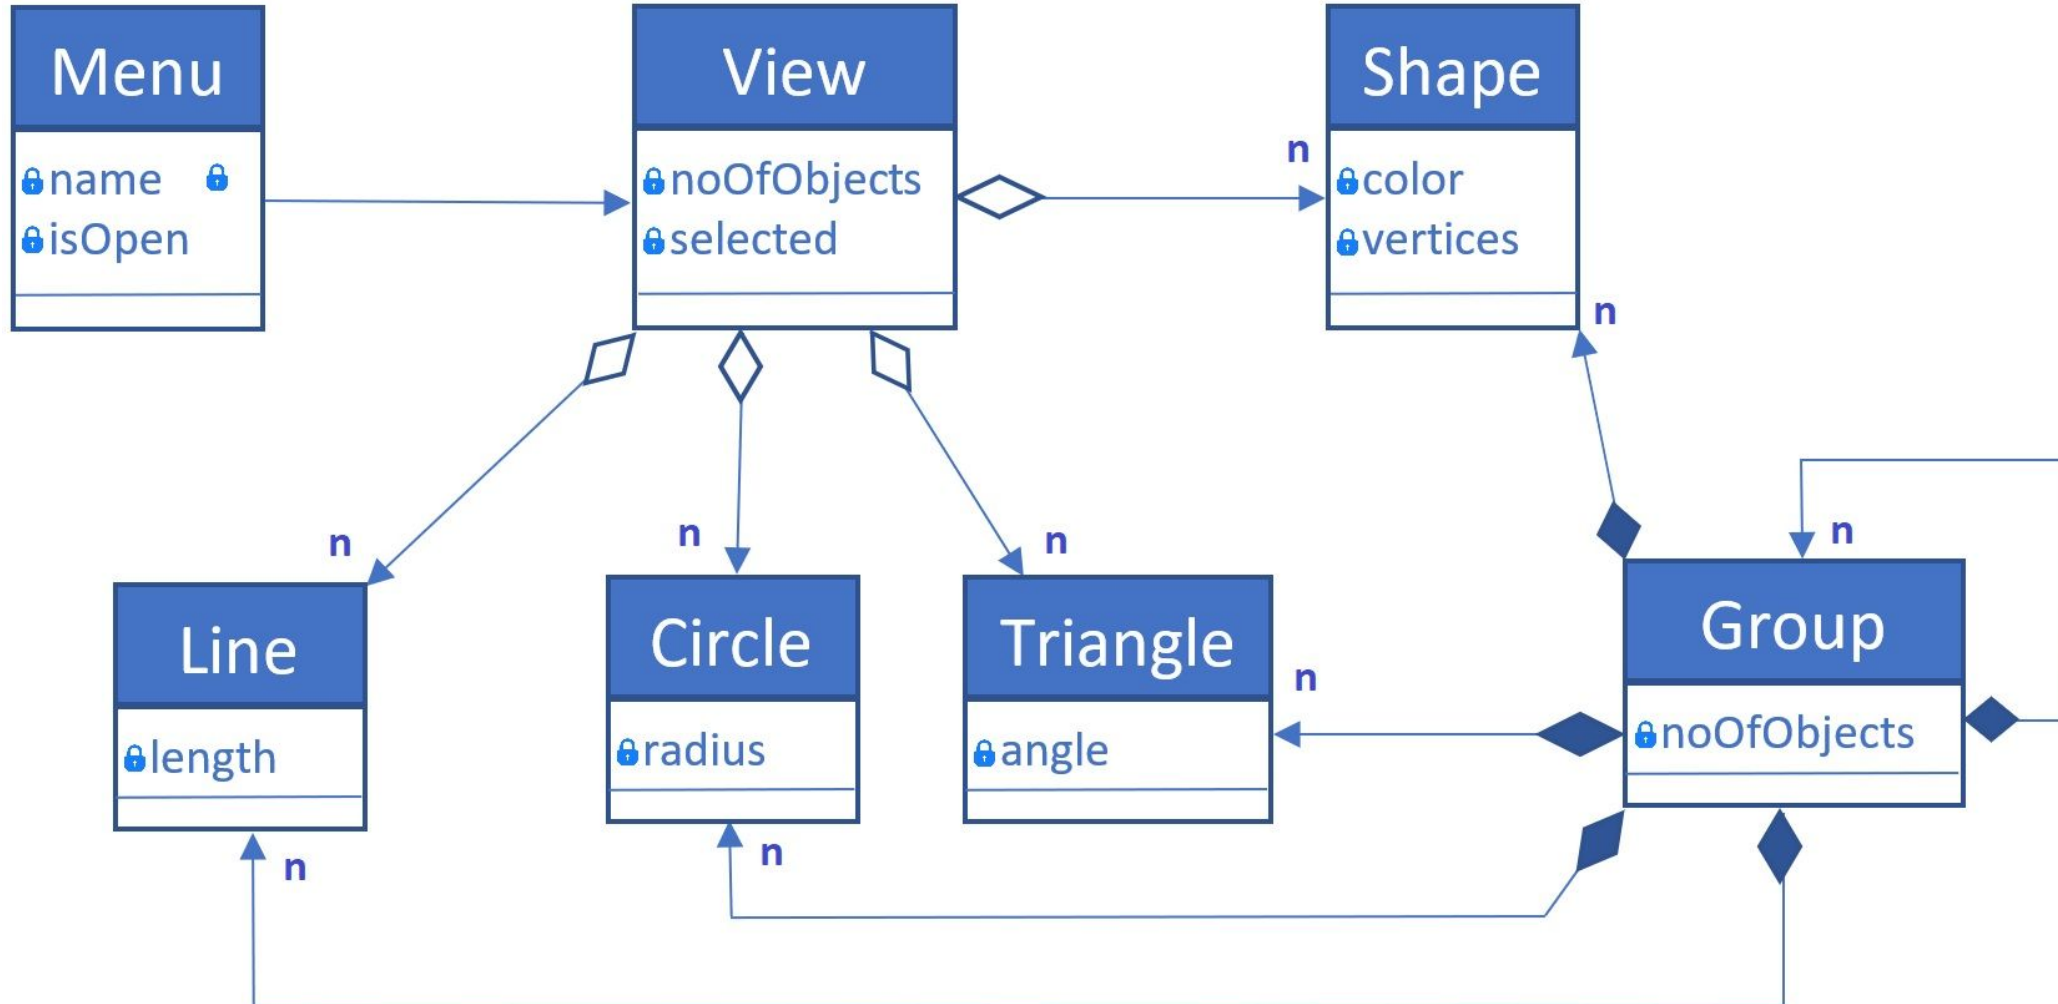 Menu
name
isOpen
View
noOfObjects
selected
Shape
color
vertices
n
n
n
n
n
n
Line
length
Circle
radius
Triangle
angle
n
Group
noOfObjects
n
n